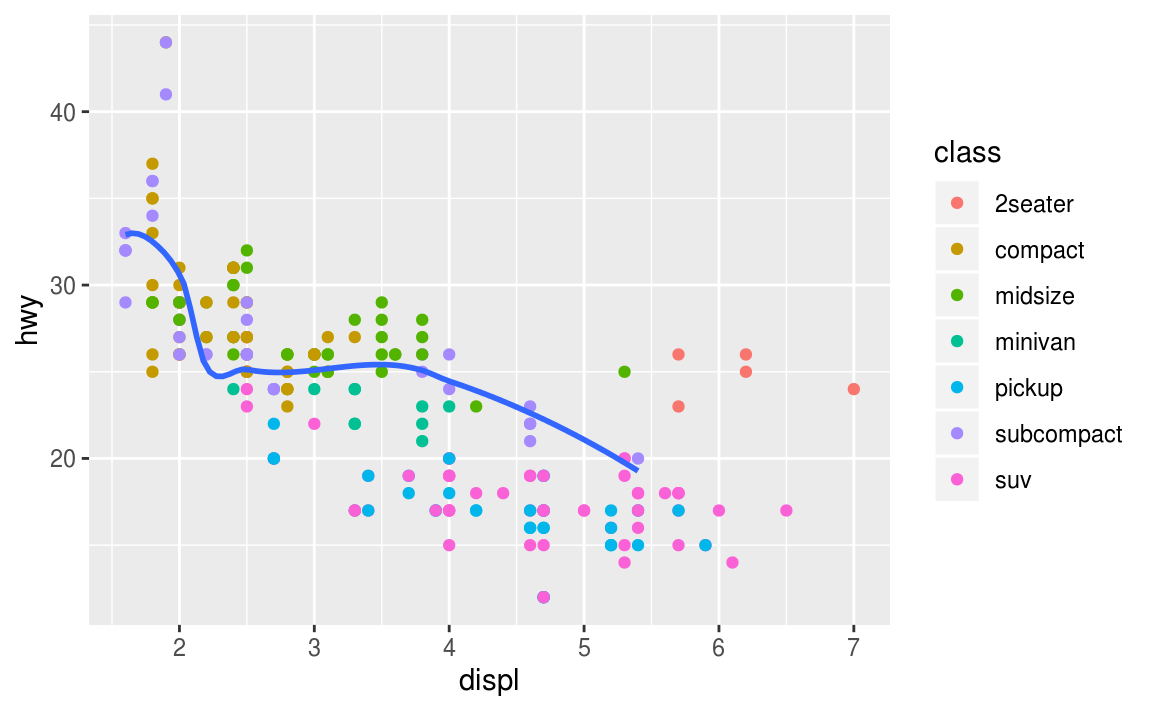 40
30
20
hwy
2 3 4 5 6 7
displ
class
2seater
compact
midsize
minivan
pickup
subcompact
suv